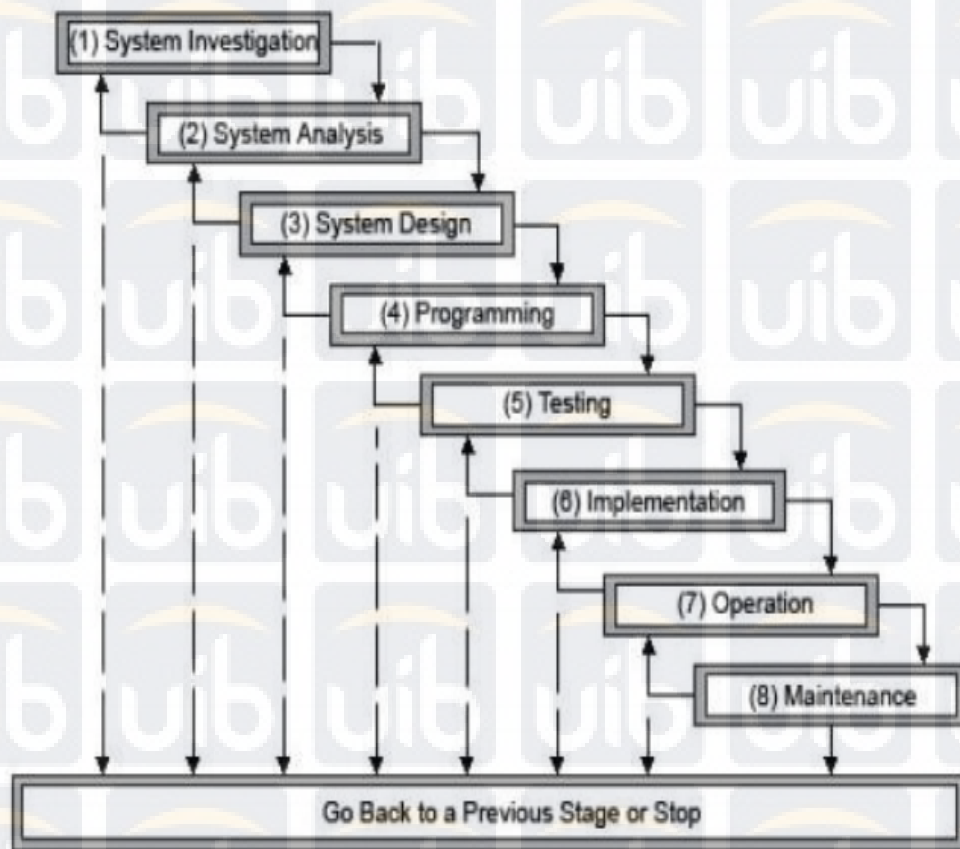 (1) System Investigation
(2) System Analysis
(3) System Design
(4) Programming
(5) Testing
(6) Implementation
(7) Operation
(8) Maintenance
Go Back to a Previous Stage or Stop
uib